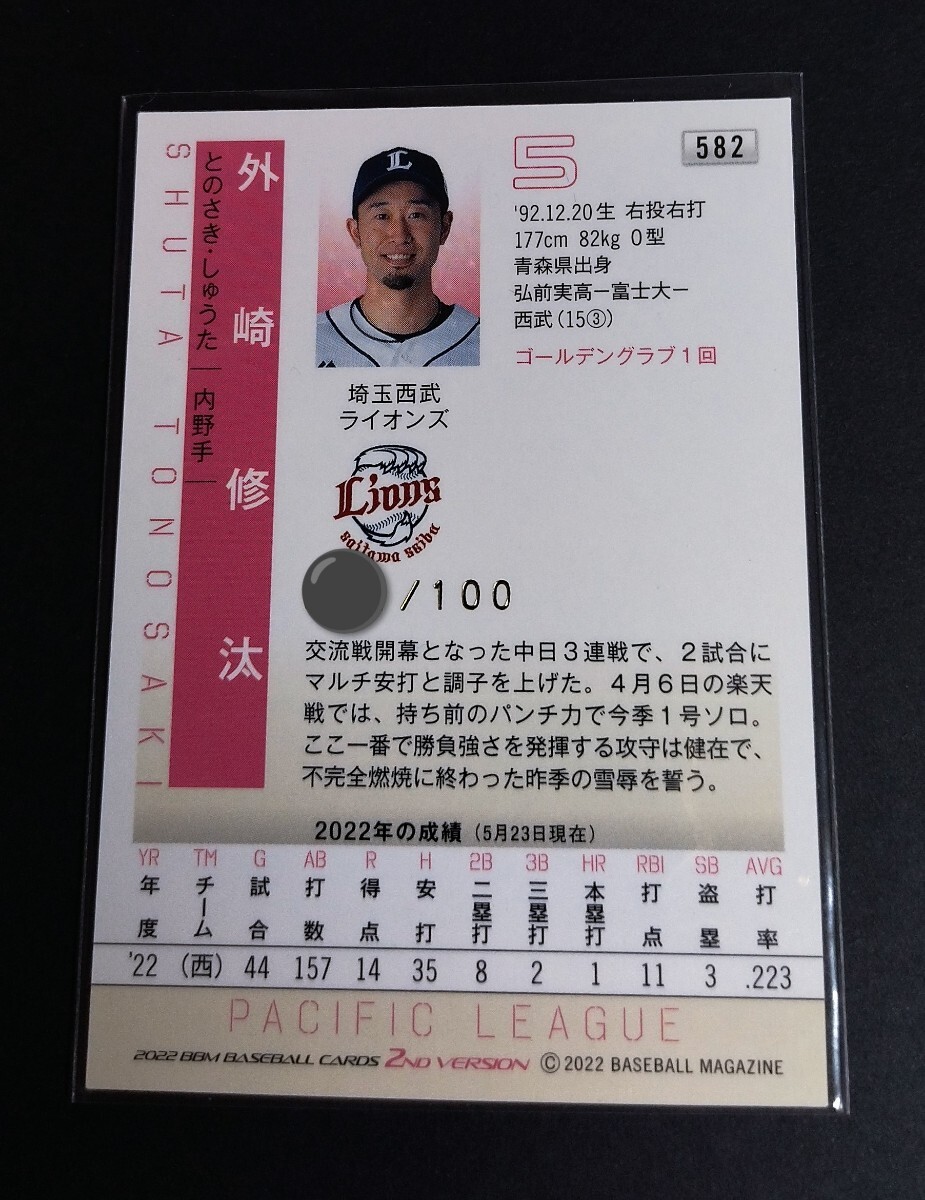 外崎修汰
とのさき・しゅうた｜内野手｜
SHUTA TONOSAKI
L
5
582
'92.12.20生 右投右打
177cm 82kg O型
青森県出身
弘前実高ー富士大ー
西武(15③)
ゴールデングラブ1回
埼玉西武
ライオンズ
Lions
saitama seibu
/100
交流戦開幕となった中日３連戦で、２試合に
マルチ安打と調子を上げた。４月６日の楽天
戦では、持ち前のパンチ力で今季１号ソロ。
ここ一番で勝負強さを発揮する攻守は健在で、
不完全燃焼に終わった昨季の雪辱を誓う。
2022年の成績（5月23日現在）
YR TM G AB R H 2B 3B HR RBI SB AVG
年度 チーム 試合 打数 得点 安打 二塁打 三塁打 本塁打 打点 盗塁 打率
'22 (西) 44 157 14 35 8 2 1 11 3 .223
PACIFIC LEAGUE
2022 BBM BASEBALL CARDS 2ND VERSION ©2022 BASEBALL MAGAZINE